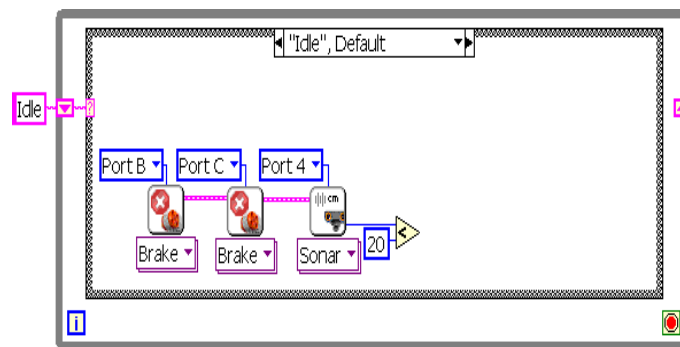 "Idle", Default
Idle
?
Port B Port C Port 4
cm
Brake Brake Sonar
20
<
i